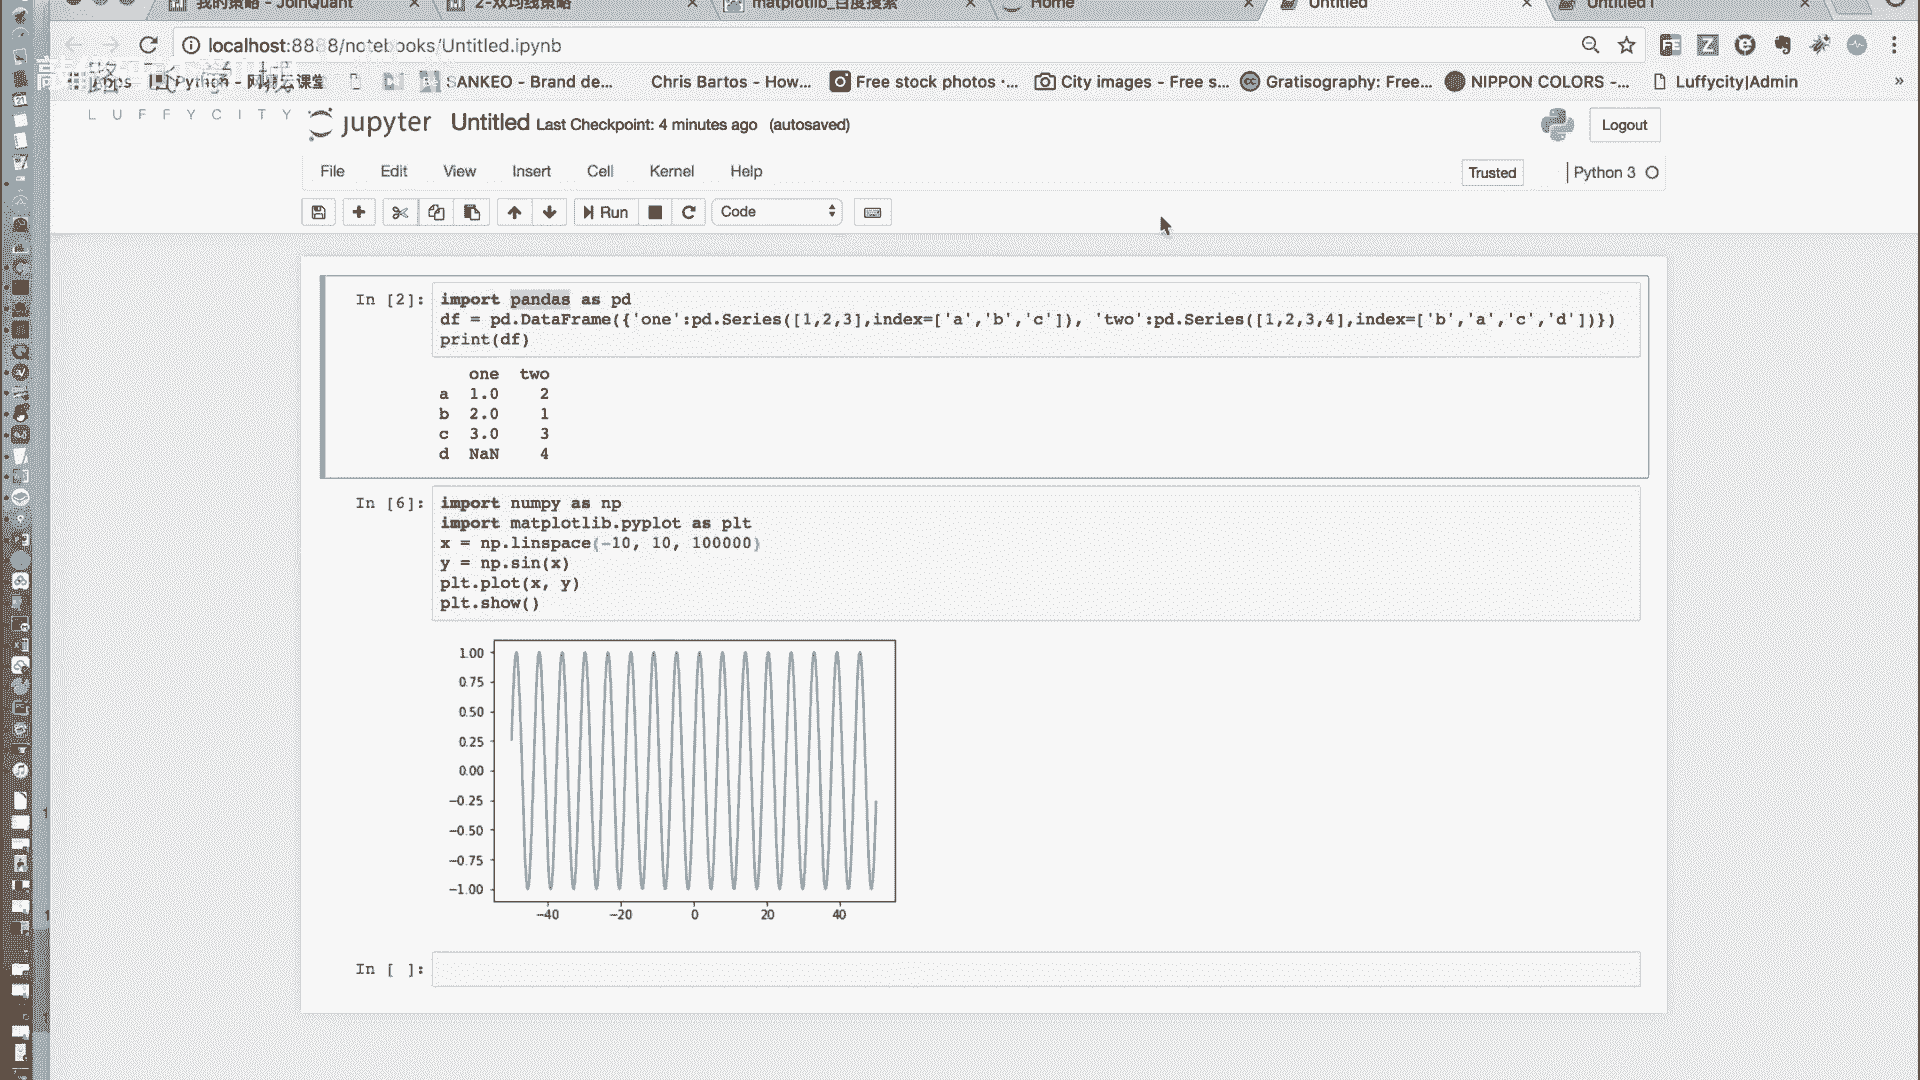 我的策略 - JoinQuant
2-双均线策略
matplotlib_百度搜索
Home
Untitled
Untitled1
localhost:8888/notebooks/Untitled.ipynb
Apps
Python - 网易云课堂
SANKEO - Brand de...
Chris Bartos - How...
Free stock photos ·...
City images - Free s...
Gratisography: Free...
NIPPON COLORS -...
Luffycity|Admin
»
LUFFYCITY
jupyter Untitled Last Checkpoint: 4 minutes ago (autosaved)
Logout
File Edit View Insert Cell Kernel Help
Trusted
Python 3
Run
Code
In [2]:
import pandas as pd
df = pd.DataFrame({'one':pd.Series([1,2,3],index=['a','b','c']), 'two':pd.Series([1,2,3,4],index=['b','a','c','d'])})
print(df)
one two
a 1.0 2
b 2.0 1
c 3.0 3
d NaN 4
In [6]:
import numpy as np
import matplotlib.pyplot as plt
x = np.linspace(-10, 10, 100000)
y = np.sin(x)
plt.plot(x, y)
plt.show()
1.00
0.75
0.50
0.25
0.00
−0.25
−0.50
−0.75
−1.00
−40 −20 0 20 40
In [ ]: